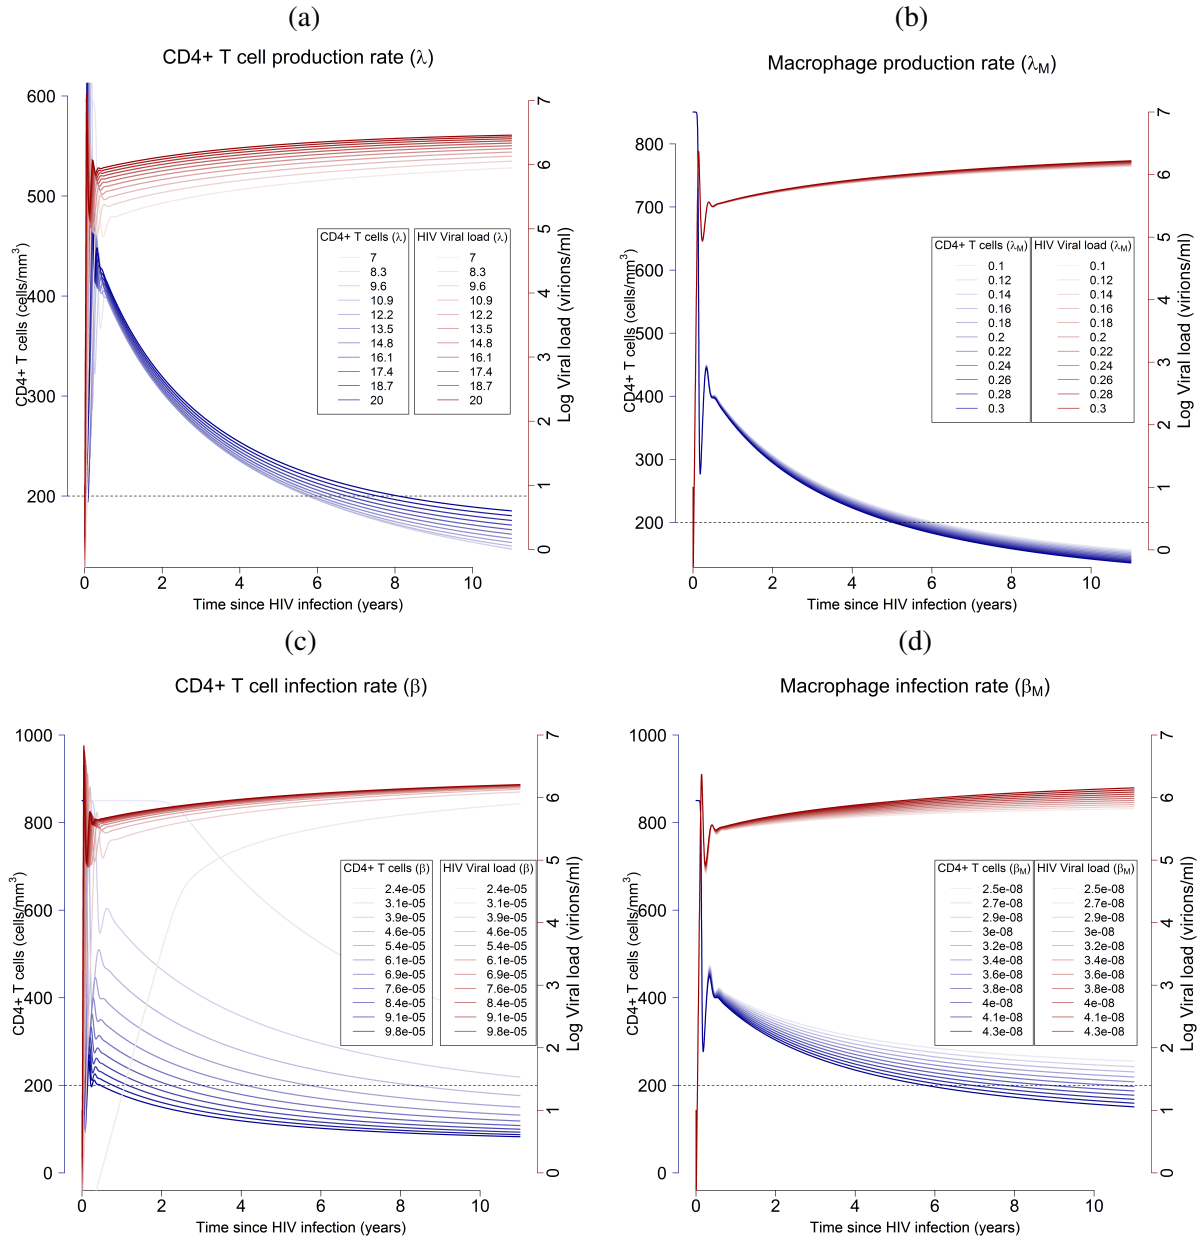 (a)
CD4+ T cell production rate (λ)
600
500
400
300
200
CD4+ T cells (cells/mm³)
7
6
5
4
3
2
1
0
Log Viral load (virions/ml)
CD4+ T cells (λ) HIV Viral load (λ)
7 7
8.3 8.3
9.6 9.6
10.9 10.9
12.2 12.2
13.5 13.5
14.8 14.8
16.1 16.1
17.4 17.4
18.7 18.7
20 20
0 2 4 6 8 10
Time since HIV infection (years)
(b)
Macrophage production rate (λM)
800
700
600
500
400
300
200
CD4+ T cells (cells/mm³)
7
6
5
4
3
2
1
0
Log Viral load (virions/ml)
CD4+ T cells (λM) HIV Viral load (λM)
0.1 0.1
0.12 0.12
0.14 0.14
0.16 0.16
0.18 0.18
0.2 0.2
0.22 0.22
0.24 0.24
0.26 0.26
0.28 0.28
0.3 0.3
0 2 4 6 8 10
Time since HIV infection (years)
(c)
CD4+ T cell infection rate (β)
1000
800
600
400
200
0
CD4+ T cells (cells/mm³)
7
6
5
4
3
2
1
0
Log Viral load (virions/ml)
CD4+ T cells (β) HIV Viral load (β)
2.4e-05 2.4e-05
3.1e-05 3.1e-05
3.9e-05 3.9e-05
4.6e-05 4.6e-05
5.4e-05 5.4e-05
6.1e-05 6.1e-05
6.9e-05 6.9e-05
7.6e-05 7.6e-05
8.4e-05 8.4e-05
9.1e-05 9.1e-05
9.8e-05 9.8e-05
0 2 4 6 8 10
Time since HIV infection (years)
(d)
Macrophage infection rate (βM)
1000
800
600
400
200
0
CD4+ T cells (cells/mm³)
7
6
5
4
3
2
1
0
Log Viral load (virions/ml)
CD4+ T cells (βM) HIV Viral load (βM)
2.5e-08 2.5e-08
2.7e-08 2.7e-08
2.9e-08 2.9e-08
3e-08 3e-08
3.2e-08 3.2e-08
3.4e-08 3.4e-08
3.6e-08 3.6e-08
3.8e-08 3.8e-08
4e-08 4e-08
4.1e-08 4.1e-08
4.3e-08 4.3e-08
0 2 4 6 8 10
Time since HIV infection (years)